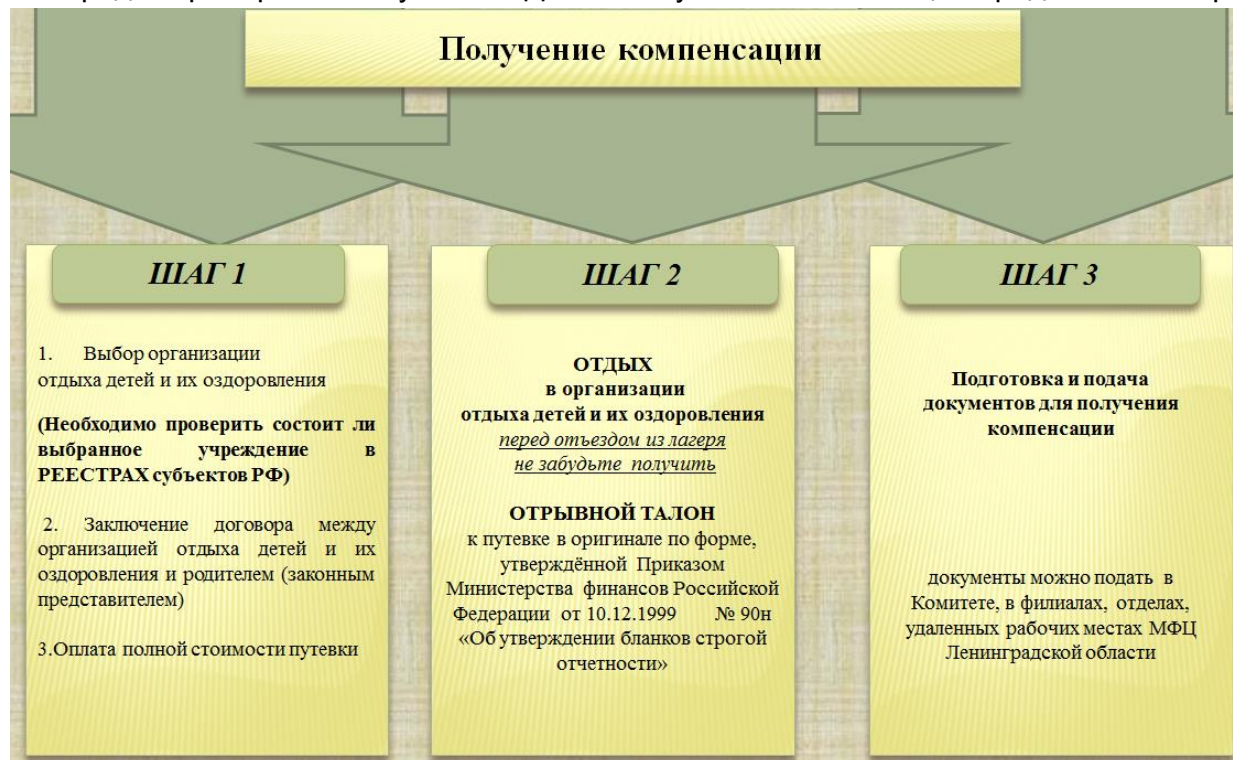 Получение компенсации
ШАГ 1
1. Выбор организации
отдыха детей и их оздоровления
(Необходимо проверить состоит ли
выбранное учреждение в
РЕЕСТРАХ субъектов РФ)
2. Заключение договора между
организацией отдыха детей и их
оздоровления и родителем (законным
представителем)
3.Оплата полной стоимости путевки
ШАГ 2
ОТДЫХ
в организации
отдыха детей и их оздоровления
перед отъездом из лагеря
не забудьте получить
ОТРЫВНОЙ ТАЛОН
к путевке в оригинале по форме,
утверждённой Приказом
Министерства финансов Российской
Федерации от 10.12.1999 № 90н
«Об утверждении бланков строгой
отчетности»
ШАГ 3
Подготовка и подача
документов для получения
компенсации
документы можно подать в
Комитете, в филиалах, отделах,
удаленных рабочих местах МФЦ
Ленинградской области